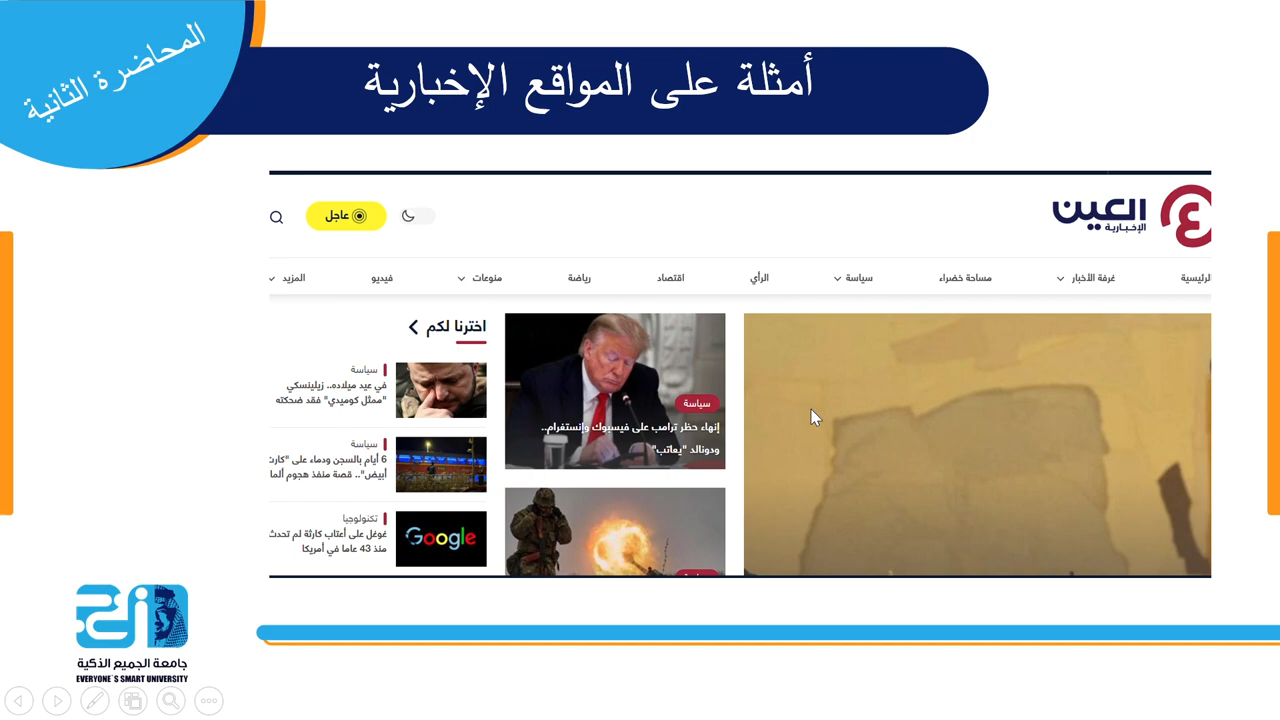 المحاضرة الثانية
أمثلة على المواقع الإخبارية
العين
الإخبارية
عاجل
الرئيسية
غرفة الأخبار
مساحة خضراء
سياسة
الرأي
اقتصاد
رياضة
منوعات
فيديو
المزيد
سياسة
إنهاء حظر ترامب على فيسبوك وإنستغرام..
ودونالد "يعاتب"
اخترنا لكم
سياسة
في عيد ميلاده.. زيلينسكي
"ممثل كوميدي" فقد ضحكته
سياسة
6 أيام بالسجن ودماء على "كارت
أبيض".. قصة منفذ هجوم ألما
تكنولوجيا
غوغل على أعتاب كارثة لم تحدث
منذ 43 عاما في أمريكا
Google
جامعة الجميع الذكية
EVERYONE`S SMART UNIVERSITY